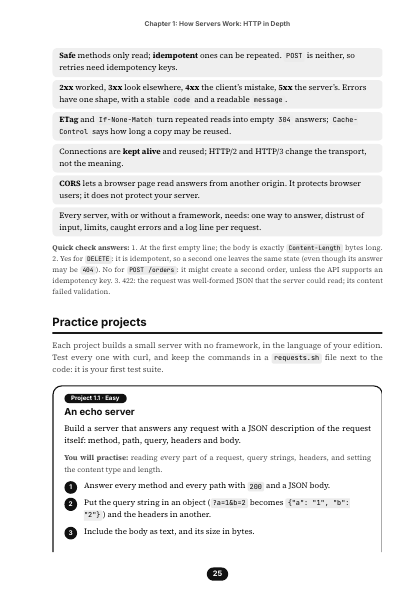 Chapter 1: How Servers Work: HTTP in Depth
Safe methods only read; idempotent ones can be repeated. POST is neither, so
retries need idempotency keys.
2xx worked, 3xx look elsewhere, 4xx the client's mistake, 5xx the server's. Errors
have one shape, with a stable code and a readable message.
ETag and If-None-Match turn repeated reads into empty 304 answers; Cache-
Control says how long a copy may be reused.
Connections are kept alive and reused; HTTP/2 and HTTP/3 change the transport,
not the meaning.
CORS lets a browser page read answers from another origin. It protects browser
users; it does not protect your server.
Every server, with or without a framework, needs: one way to answer, distrust of
input, limits, caught errors and a log line per request.
Quick check answers: 1. At the first empty line; the body is exactly Content-Length bytes long.
2. Yes for DELETE: it is idempotent, so a second one leaves the same state (even though its answer
may be 404). No for POST /orders: it might create a second order, unless the API supports an
idempotency key. 3. 422: the request was well-formed JSON that the server could read; its content
failed validation.
Practice projects
Each project builds a small server with no framework, in the language of the edition.
Test every one with curl, and keep the commands in a requests.sh file next to the
code: it is your first test suite.
Project 1.1 · Easy
An echo server
Build a server that answers any request with a JSON description of the request
itself: method, path, query, headers and body.
You will practise: reading every part of a request, query strings, headers, and setting
the content type and length.
1 Answer every method and every path with 200 and a JSON body.
2 Put the query string in an object (?a=1&b=2 becomes {"a": "1", "b":
"2"}) and the headers in another.
3 Include the body as text, and its size in bytes.
25